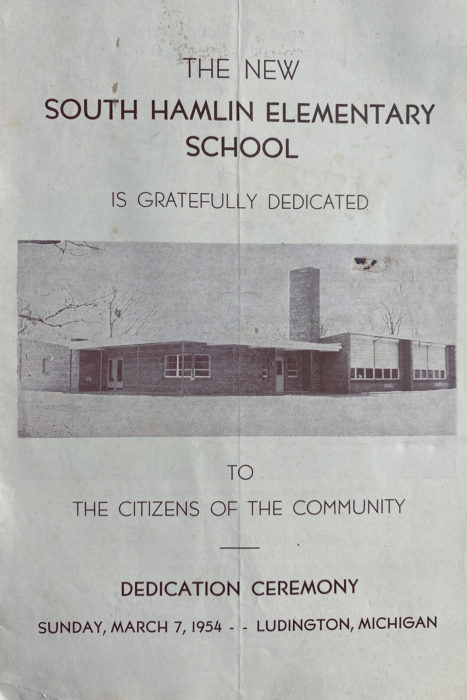 THE NEW
SOUTH HAMLIN ELEMENTARY
SCHOOL
IS GRATEFULLY DEDICATED
TO
THE CITIZENS OF THE COMMUNITY
DEDICATION CEREMONY
SUNDAY, MARCH 7, 1954 - - LUDINGTON, MICHIGAN